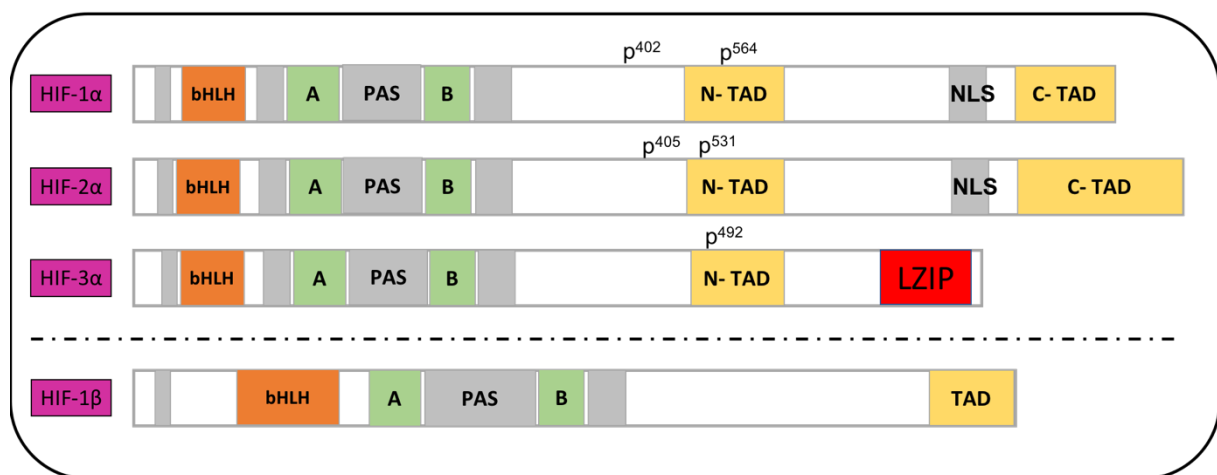 p⁴⁰² p⁵⁶⁴
HIF-1α bHLH A PAS B N- TAD NLS C- TAD
p⁴⁰⁵ p⁵³¹
HIF-2α bHLH A PAS B N- TAD NLS C- TAD
p⁴⁹²
HIF-3α bHLH A PAS B N- TAD LZIP
HIF-1β bHLH A PAS B TAD